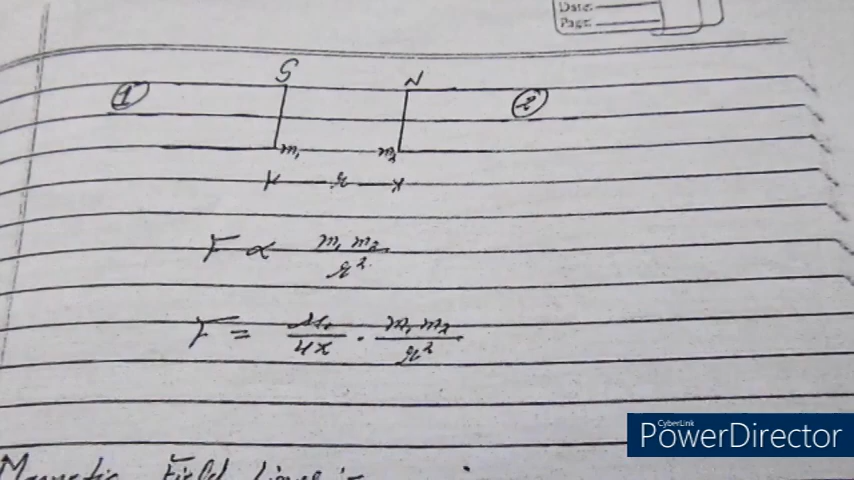 Date:
Page:
S N
① ②
m₁ m₂
r
F ∝ m₁ m₂ / r²
F = μ₀ / 4π · m₁ m₂ / r²
CyberLink
PowerDirector
Magnetic Field Lines :-